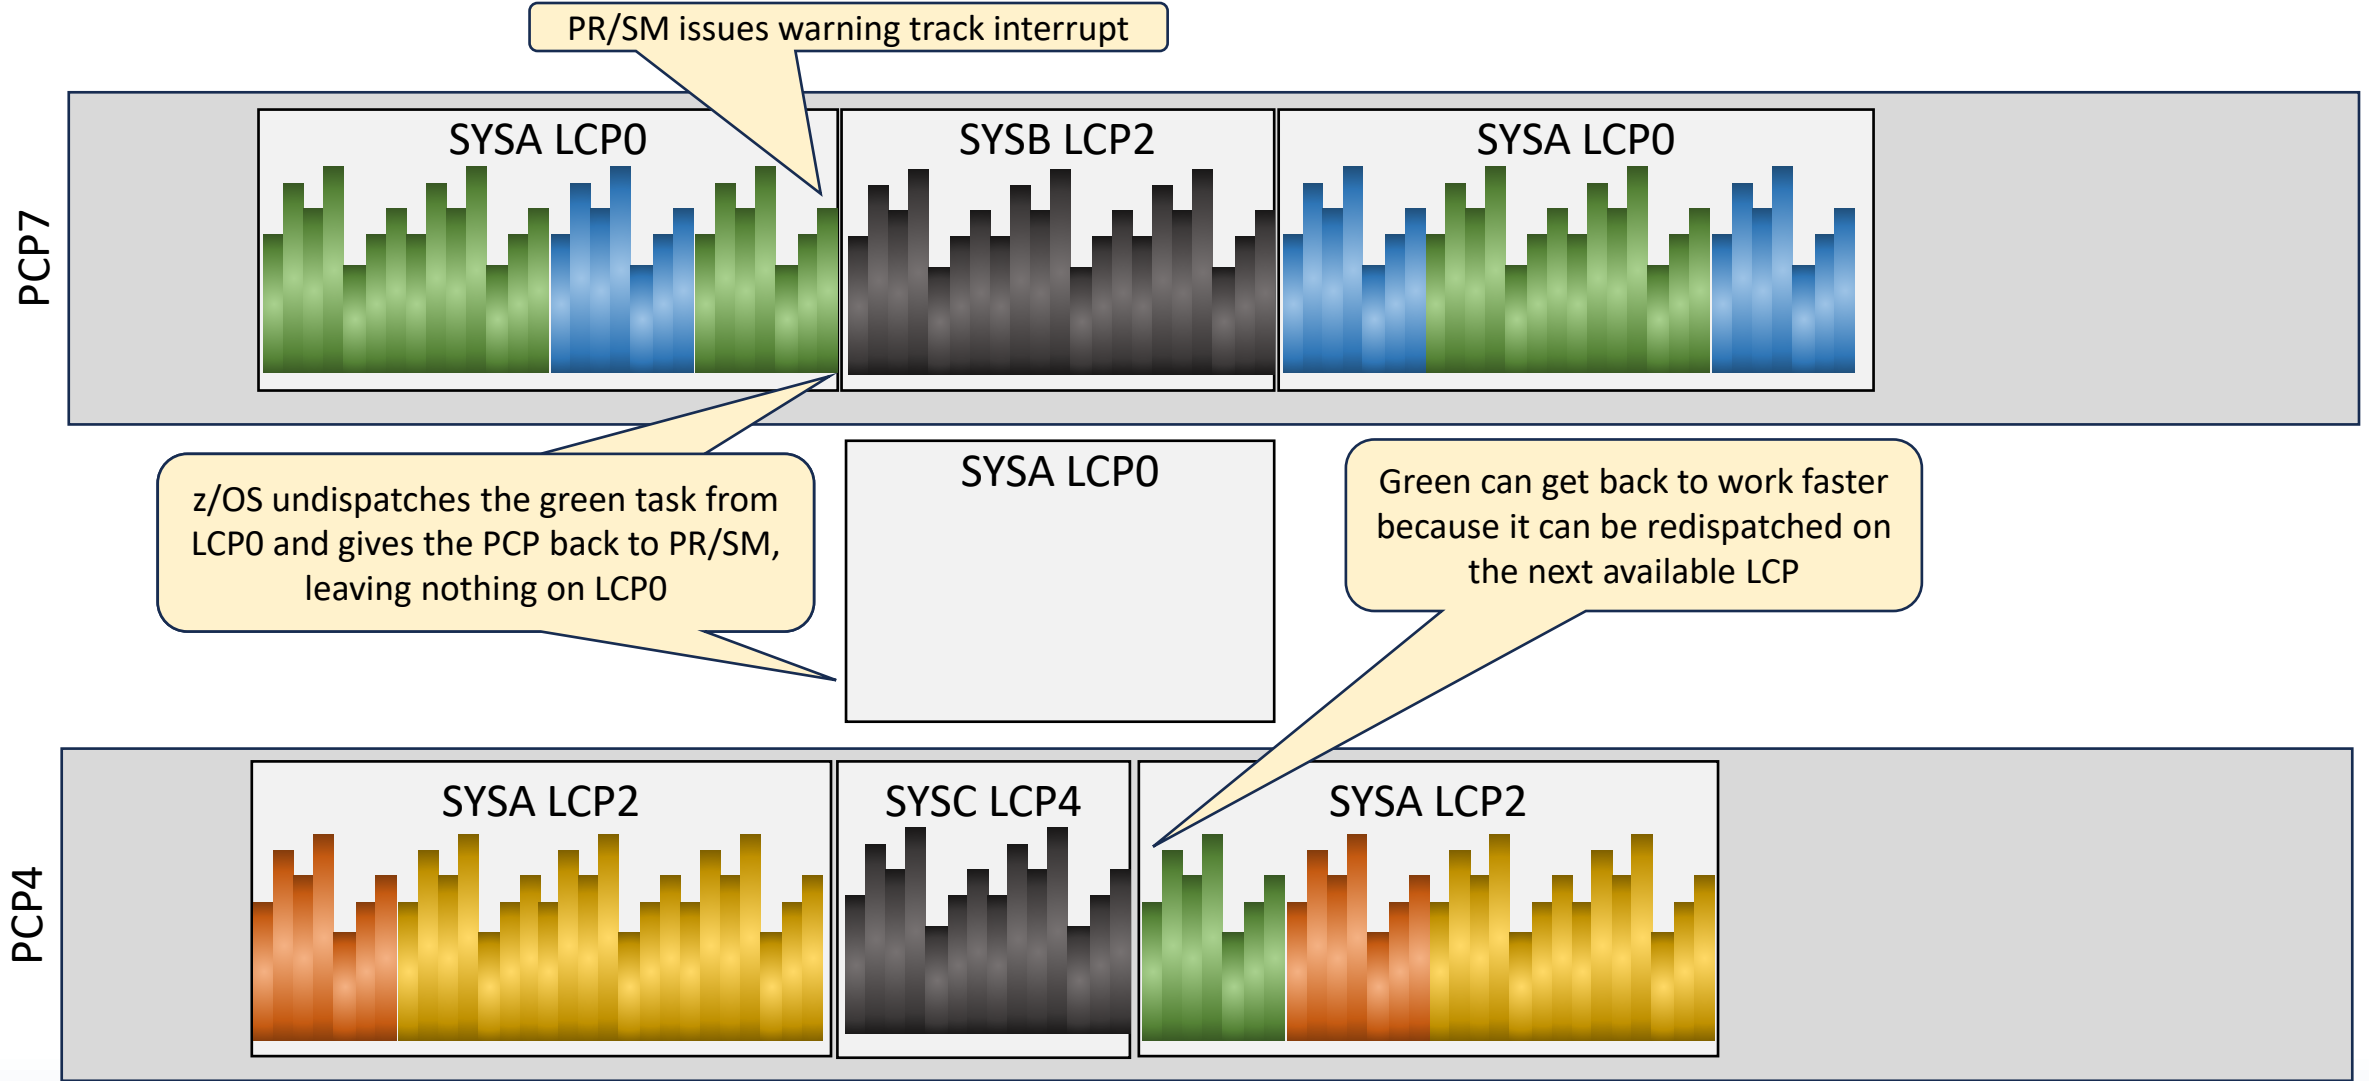 PR/SM issues warning track interrupt
PCP7
SYSA LCP0
SYSB LCP2
SYSA LCP0
z/OS undispatches the green task from
LCP0 and gives the PCP back to PR/SM,
leaving nothing on LCP0
SYSA LCP0
Green can get back to work faster
because it can be redispatched on
the next available LCP
PCP4
SYSA LCP2
SYSC LCP4
SYSA LCP2